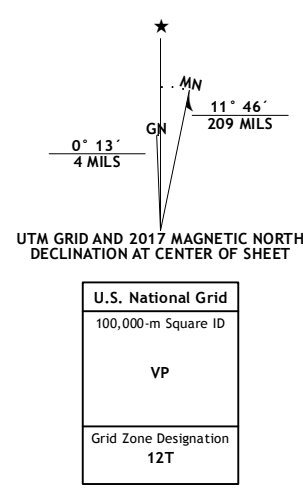 ★
MN
11° 46´
209 MILS
GN
0° 13´
4 MILS
UTM GRID AND 2017 MAGNETIC NORTH
DECLINATION AT CENTER OF SHEET
U.S. National Grid
100,000-m Square ID
VP
Grid Zone Designation
12T